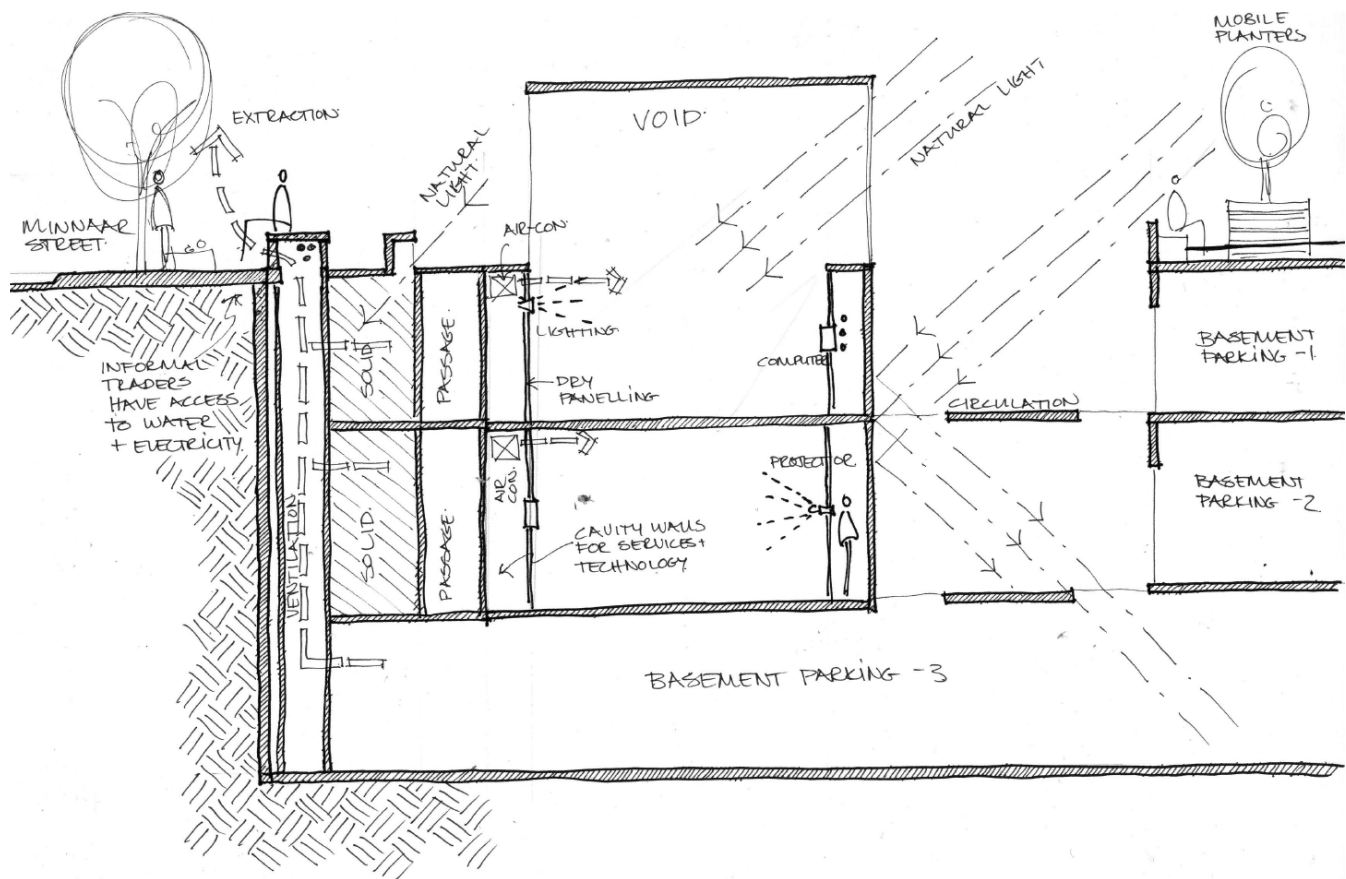 MOBILE
PLANTERS
EXTRACTION
VOID.
NATURAL LIGHT
NATURAL
LIGHT
MINNAAR
STREET.
AIR-CON.
LIGHTING
SOLID
PASSAGE.
COMPUTER
BASEMENT
PARKING -1
DRY
PANELLING
INFORMAL
TRADERS
HAVE ACCESS
TO WATER
+ ELECTRICITY.
CIRCULATION
AIR
CON.
PROJECTOR
BASEMENT
PARKING -2
VENTILATION
SOLID.
PASSAGE.
CAVITY WALLS
FOR SERVICES +
TECHNOLOGY
BASEMENT PARKING -3